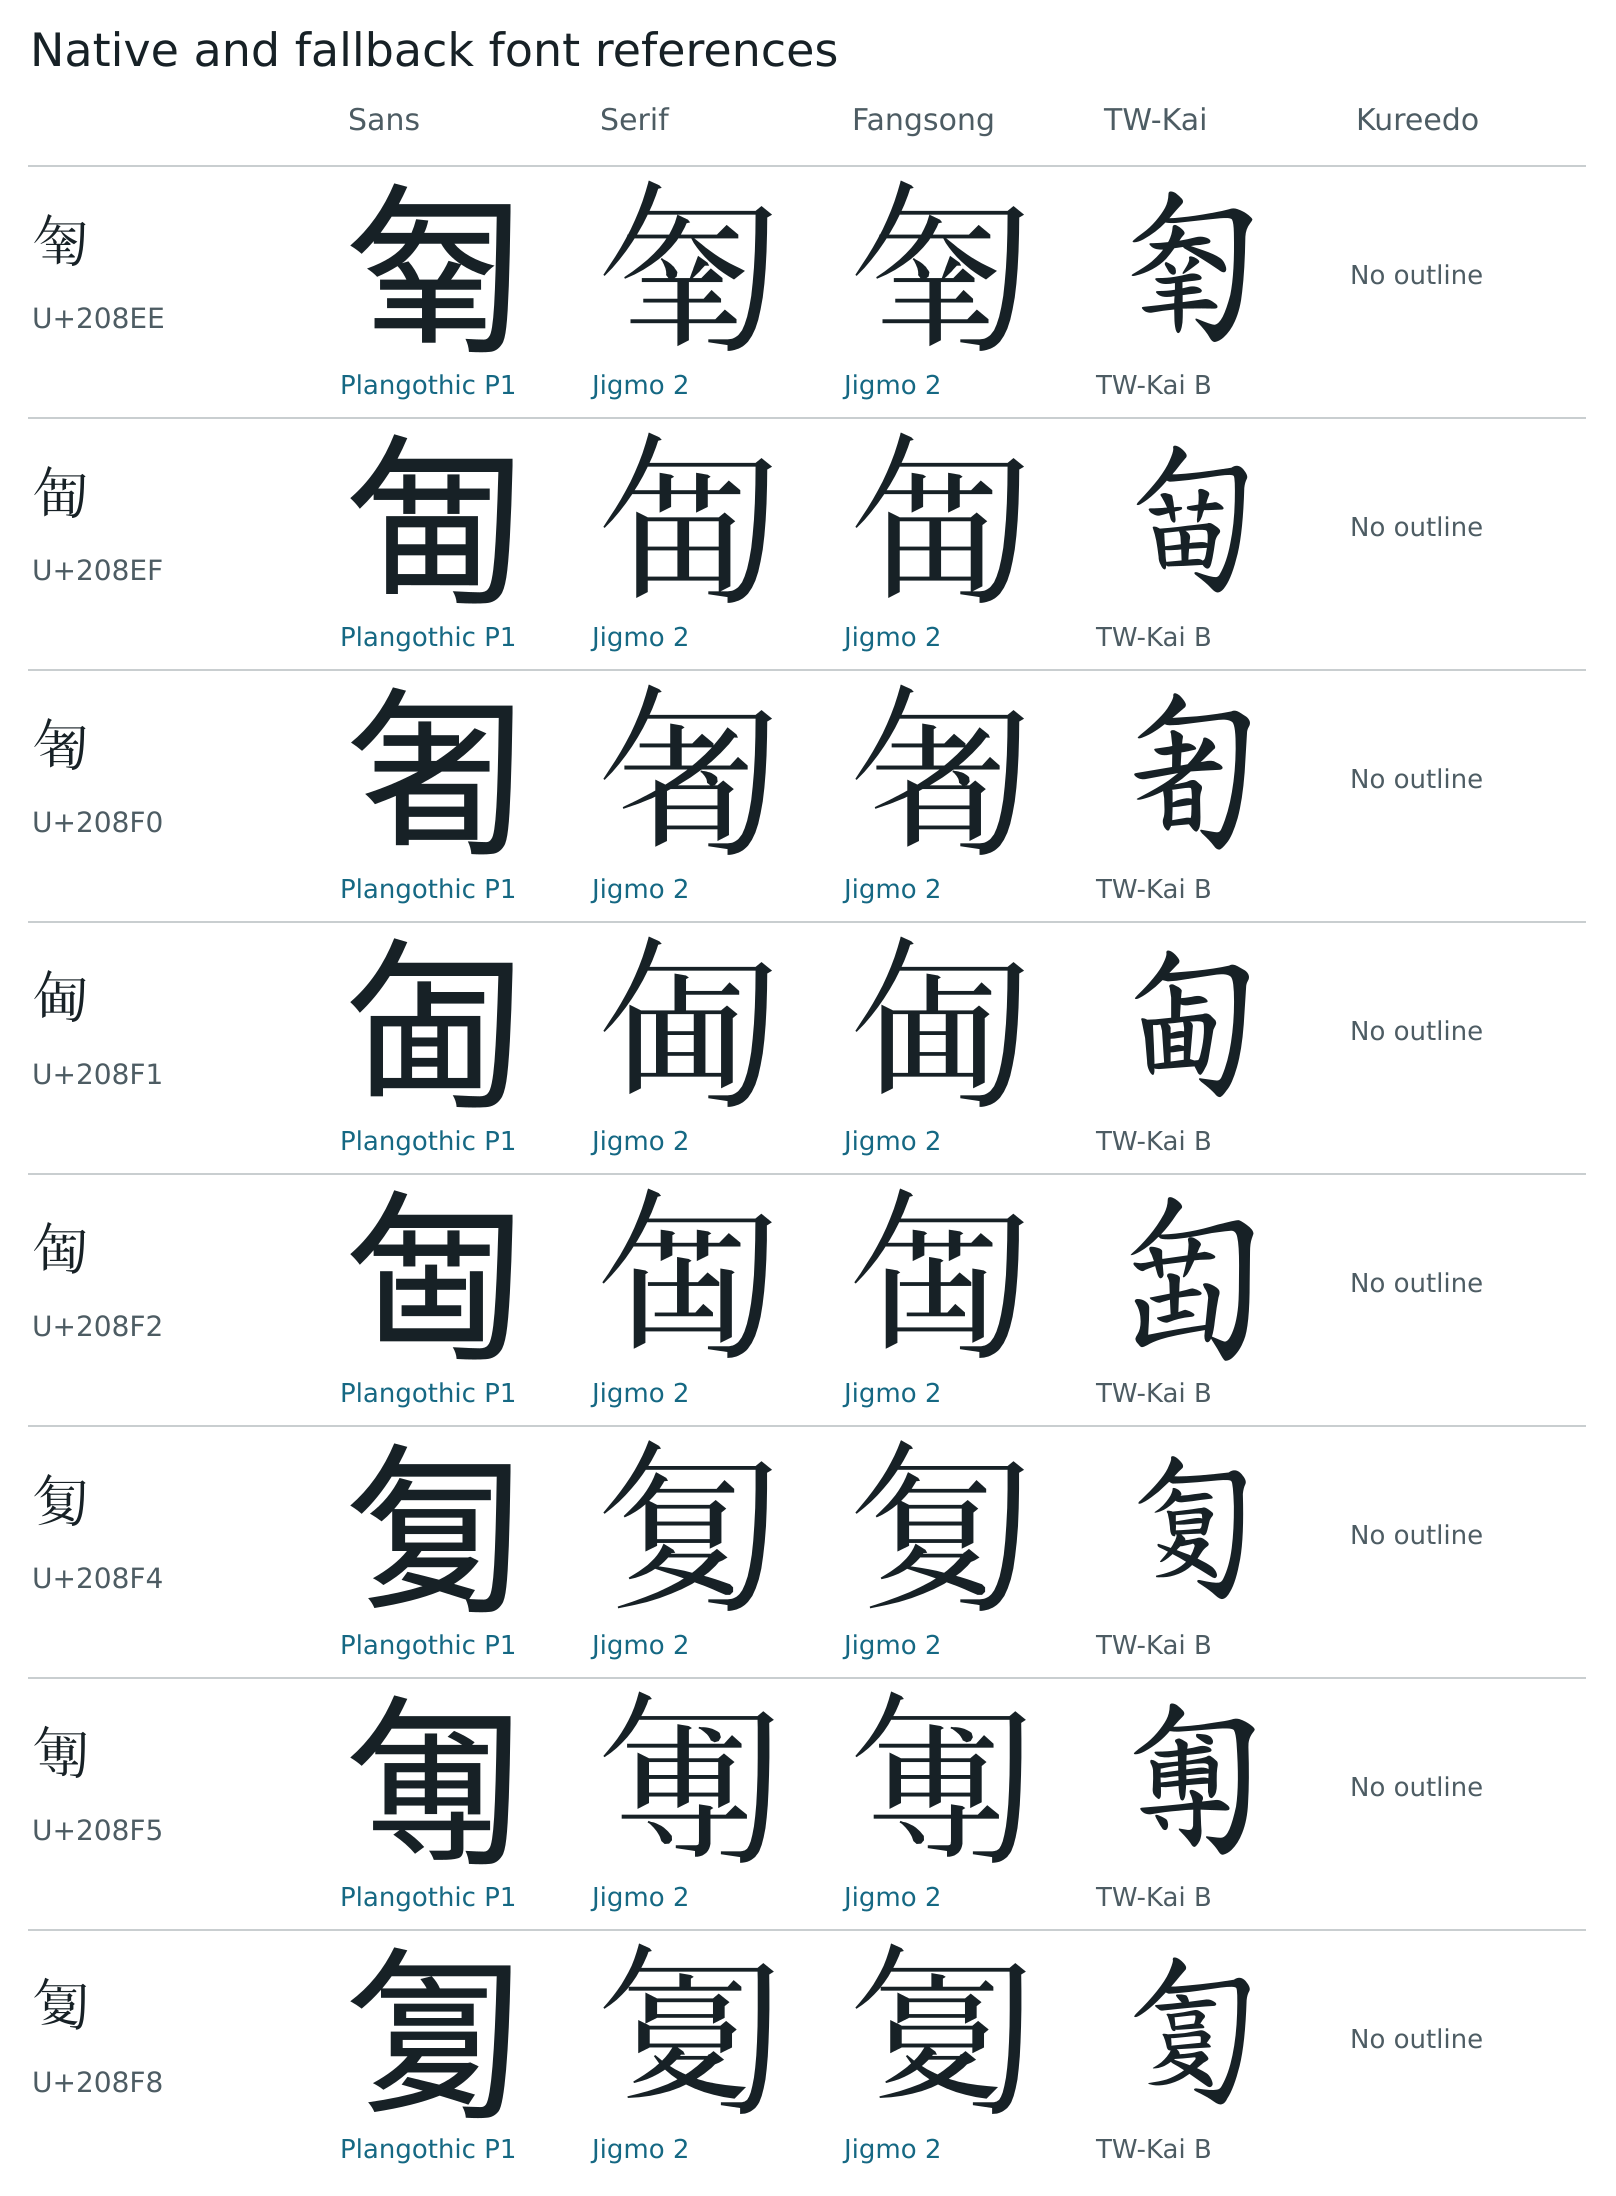 Native and fallback font references
Sans Serif Fangsong TW-Kai Kureedo
𠣮 𠣮 𠣮 𠣮 𠣮 No outline
U+208EE
Plangothic P1 Jigmo 2 Jigmo 2 TW-Kai B
𠣯 𠣯 𠣯 𠣯 𠣯 No outline
U+208EF
Plangothic P1 Jigmo 2 Jigmo 2 TW-Kai B
𠣰 𠣰 𠣰 𠣰 𠣰 No outline
U+208F0
Plangothic P1 Jigmo 2 Jigmo 2 TW-Kai B
𠣱 𠣱 𠣱 𠣱 𠣱 No outline
U+208F1
Plangothic P1 Jigmo 2 Jigmo 2 TW-Kai B
𠣲 𠣲 𠣲 𠣲 𠣲 No outline
U+208F2
Plangothic P1 Jigmo 2 Jigmo 2 TW-Kai B
𠣴 𠣴 𠣴 𠣴 𠣴 No outline
U+208F4
Plangothic P1 Jigmo 2 Jigmo 2 TW-Kai B
𠣵 𠣵 𠣵 𠣵 𠣵 No outline
U+208F5
Plangothic P1 Jigmo 2 Jigmo 2 TW-Kai B
𠣸 𠣸 𠣸 𠣸 𠣸 No outline
U+208F8
Plangothic P1 Jigmo 2 Jigmo 2 TW-Kai B